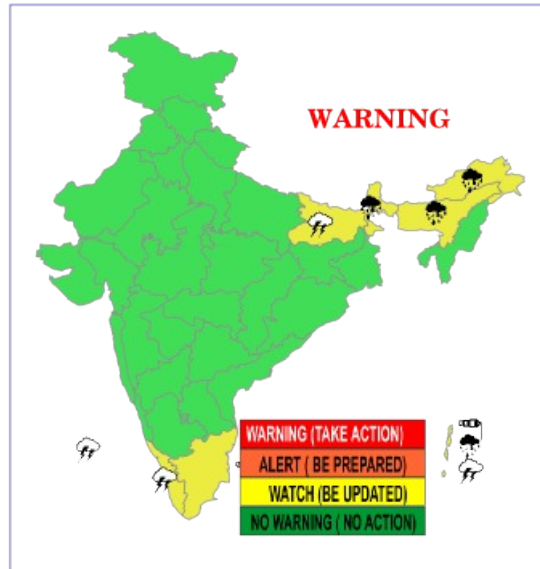 WARNING
WARNING (TAKE ACTION)
ALERT ( BE PREPARED)
WATCH (BE UPDATED)
NO WARNING ( NO ACTION)